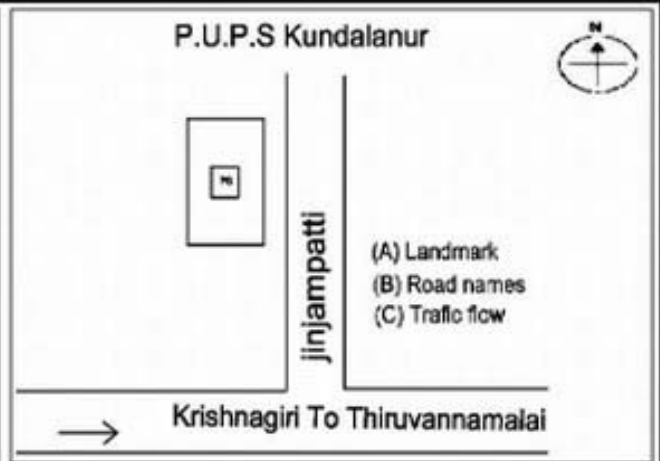 P.U.P.S Kundalanur
N
jinjampatti
(A) Landmark
(B) Road names
(C) Trafic flow
Krishnagiri To Thiruvannamalai